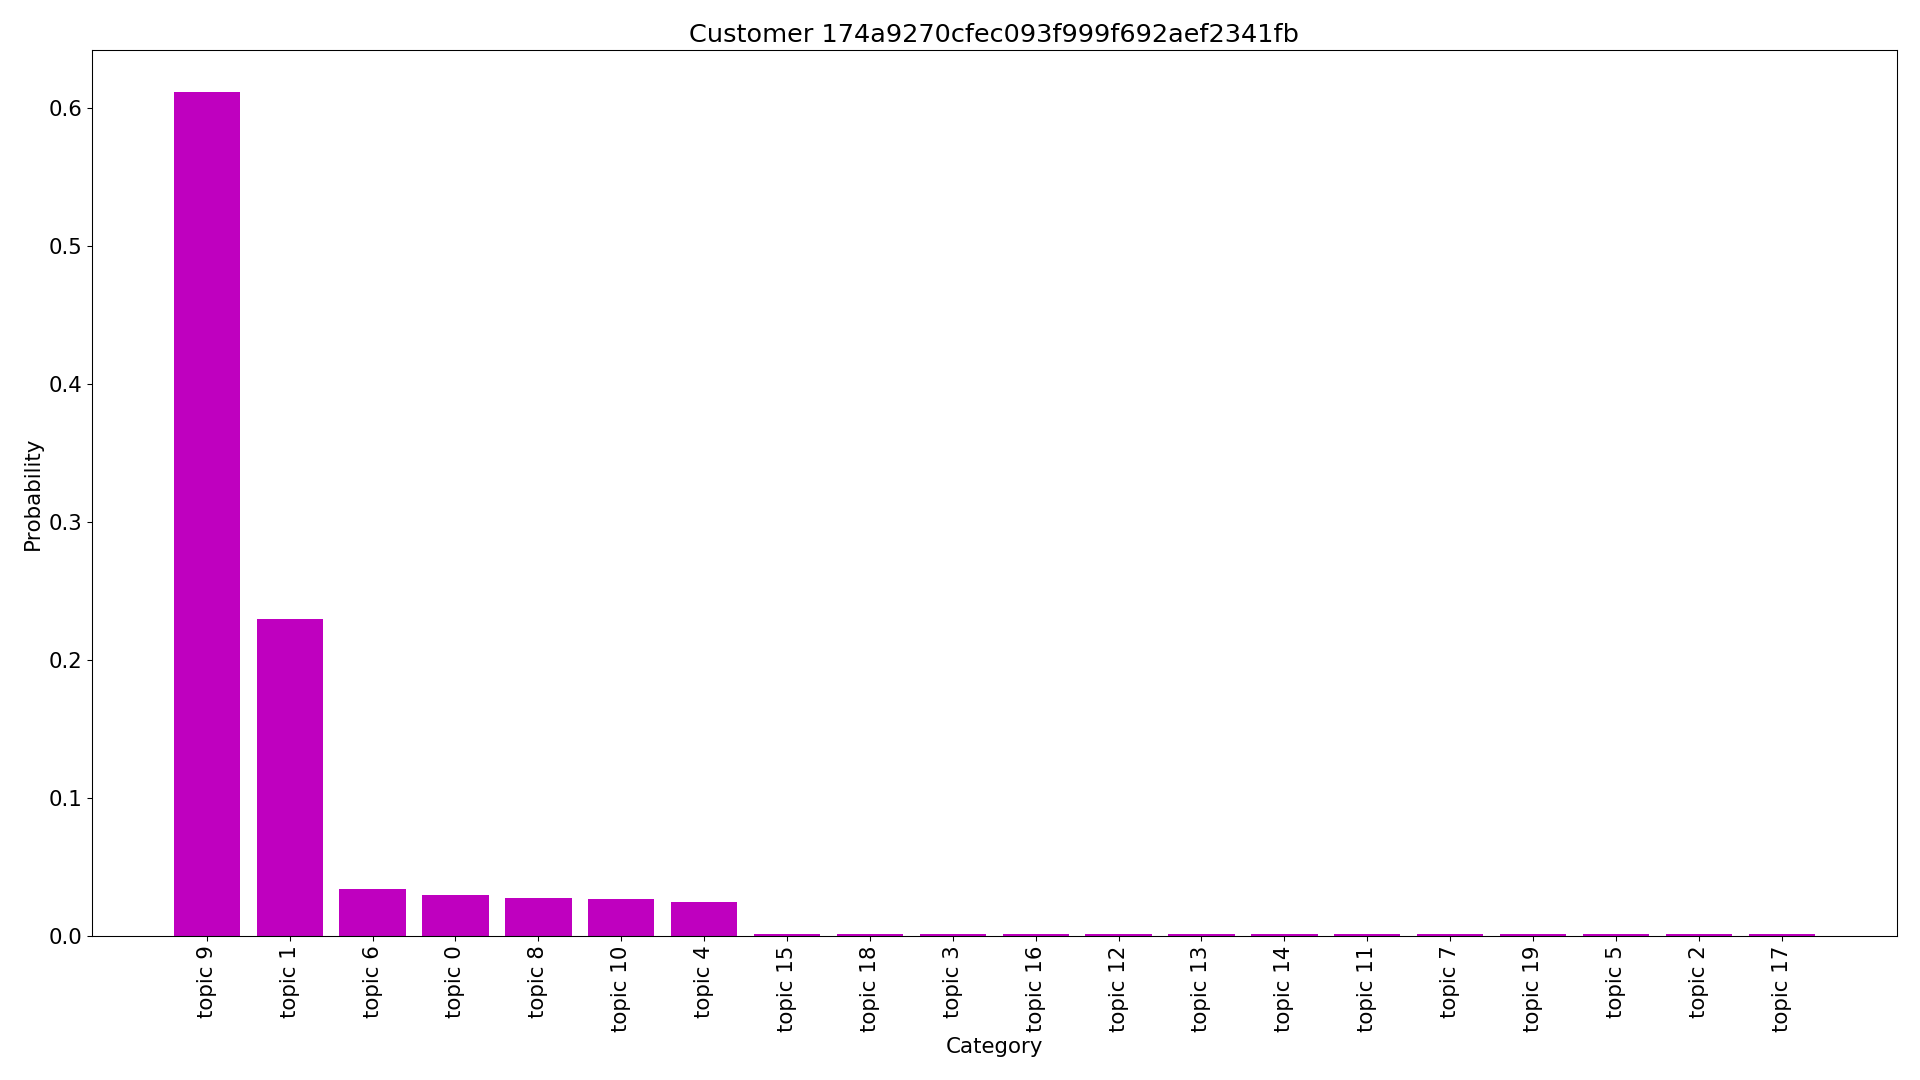 Customer 174a9270cfec093f999f692aef2341fb
Probability
0.6
0.5
0.4
0.3
0.2
0.1
0.0
topic 9
topic 1
topic 6
topic 0
topic 8
topic 10
topic 4
topic 15
topic 18
topic 3
topic 16
topic 12
topic 13
topic 14
topic 11
topic 7
topic 19
topic 5
topic 2
topic 17
Category